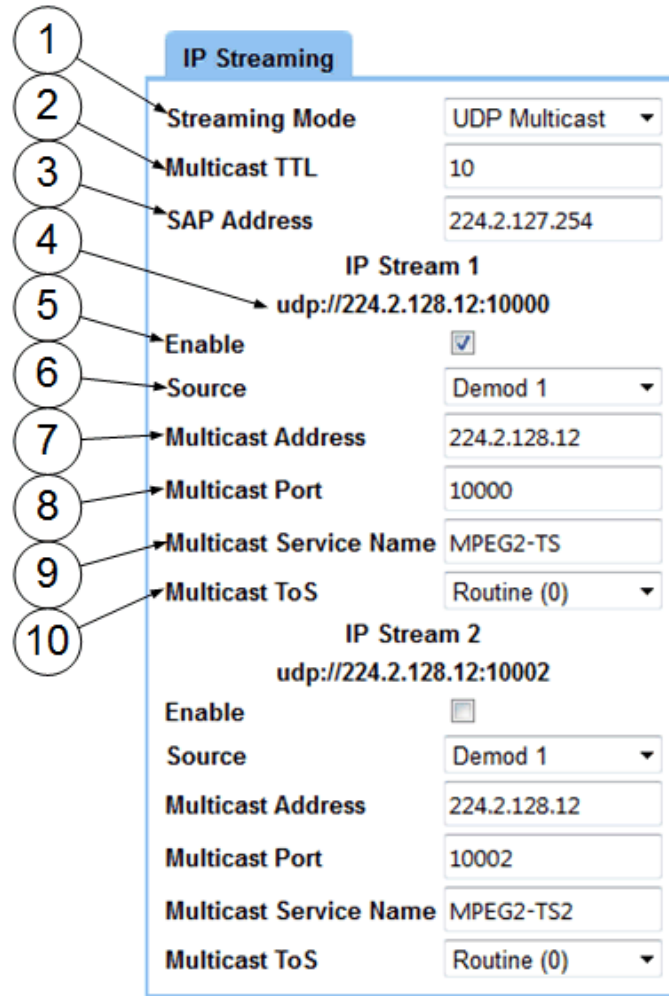 1
IP Streaming
2
Streaming Mode UDP Multicast
Multicast TTL 10
3
SAP Address 224.2.127.254
4
IP Stream 1
udp://224.2.128.12:10000
5
Enable
6
Source Demod 1
7
Multicast Address 224.2.128.12
8
Multicast Port 10000
9
Multicast Service Name MPEG2-TS
10
Multicast ToS Routine (0)
IP Stream 2
udp://224.2.128.12:10002
Enable
Source Demod 1
Multicast Address 224.2.128.12
Multicast Port 10002
Multicast Service Name MPEG2-TS2
Multicast ToS Routine (0)